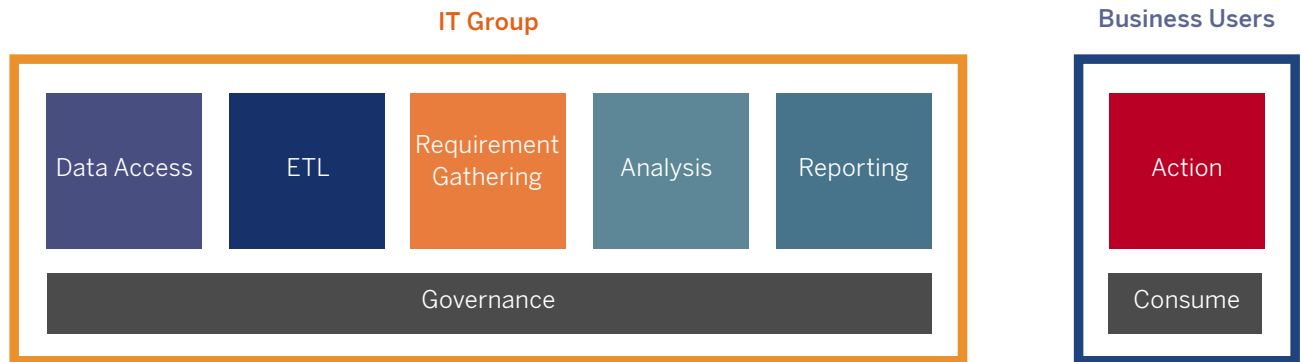 IT Group
Business Users
Data Access
ETL
Requirement
Gathering
Analysis
Reporting
Action
Governance
Consume